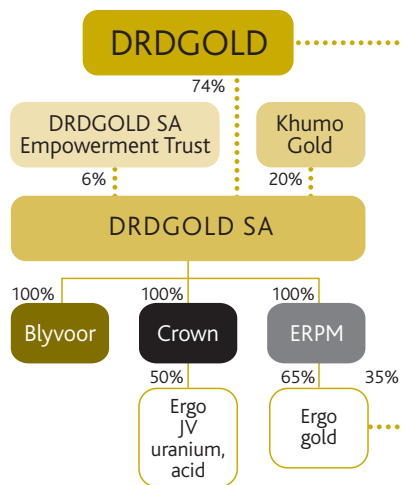 DRDGOLD
74%
DRDGOLD SA
Empowerment Trust
Khumo
Gold
6%
20%
DRDGOLD SA
100%
100%
100%
Blyvoor
Crown
ERPM
50%
65%
35%
Ergo
JV
uranium,
acid
Ergo
gold